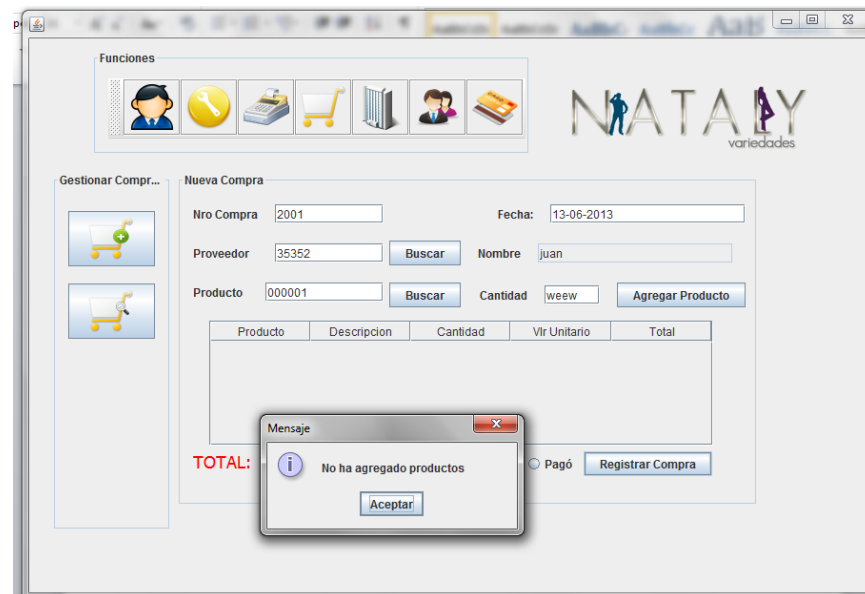 Funciones
NATALY
variedades
Gestionar Compr...
Nueva Compra
Nro Compra 2001 Fecha: 13-06-2013
Proveedor 35352 Buscar Nombre juan
Producto 000001 Buscar Cantidad weew Agregar Producto
Producto Descripcion Cantidad Vlr Unitario Total
Mensaje
No ha agregado productos
Aceptar
TOTAL: Pagó Registrar Compra